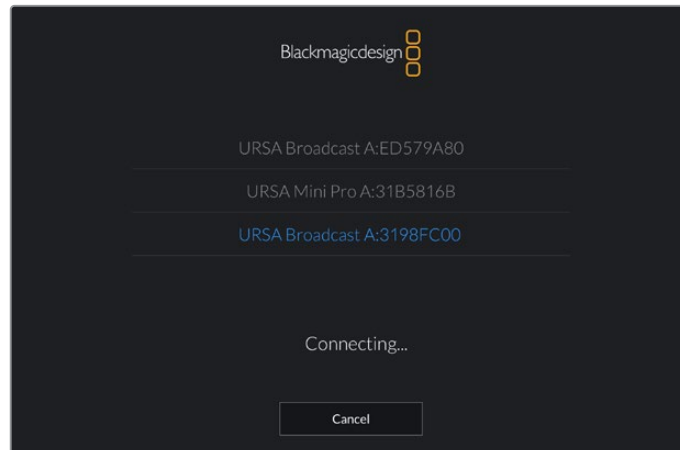 Blackmagicdesign
URSA Broadcast A:ED579A80
URSA Mini Pro A:31B5816B
URSA Broadcast A:3198FC00
Connecting...
Cancel